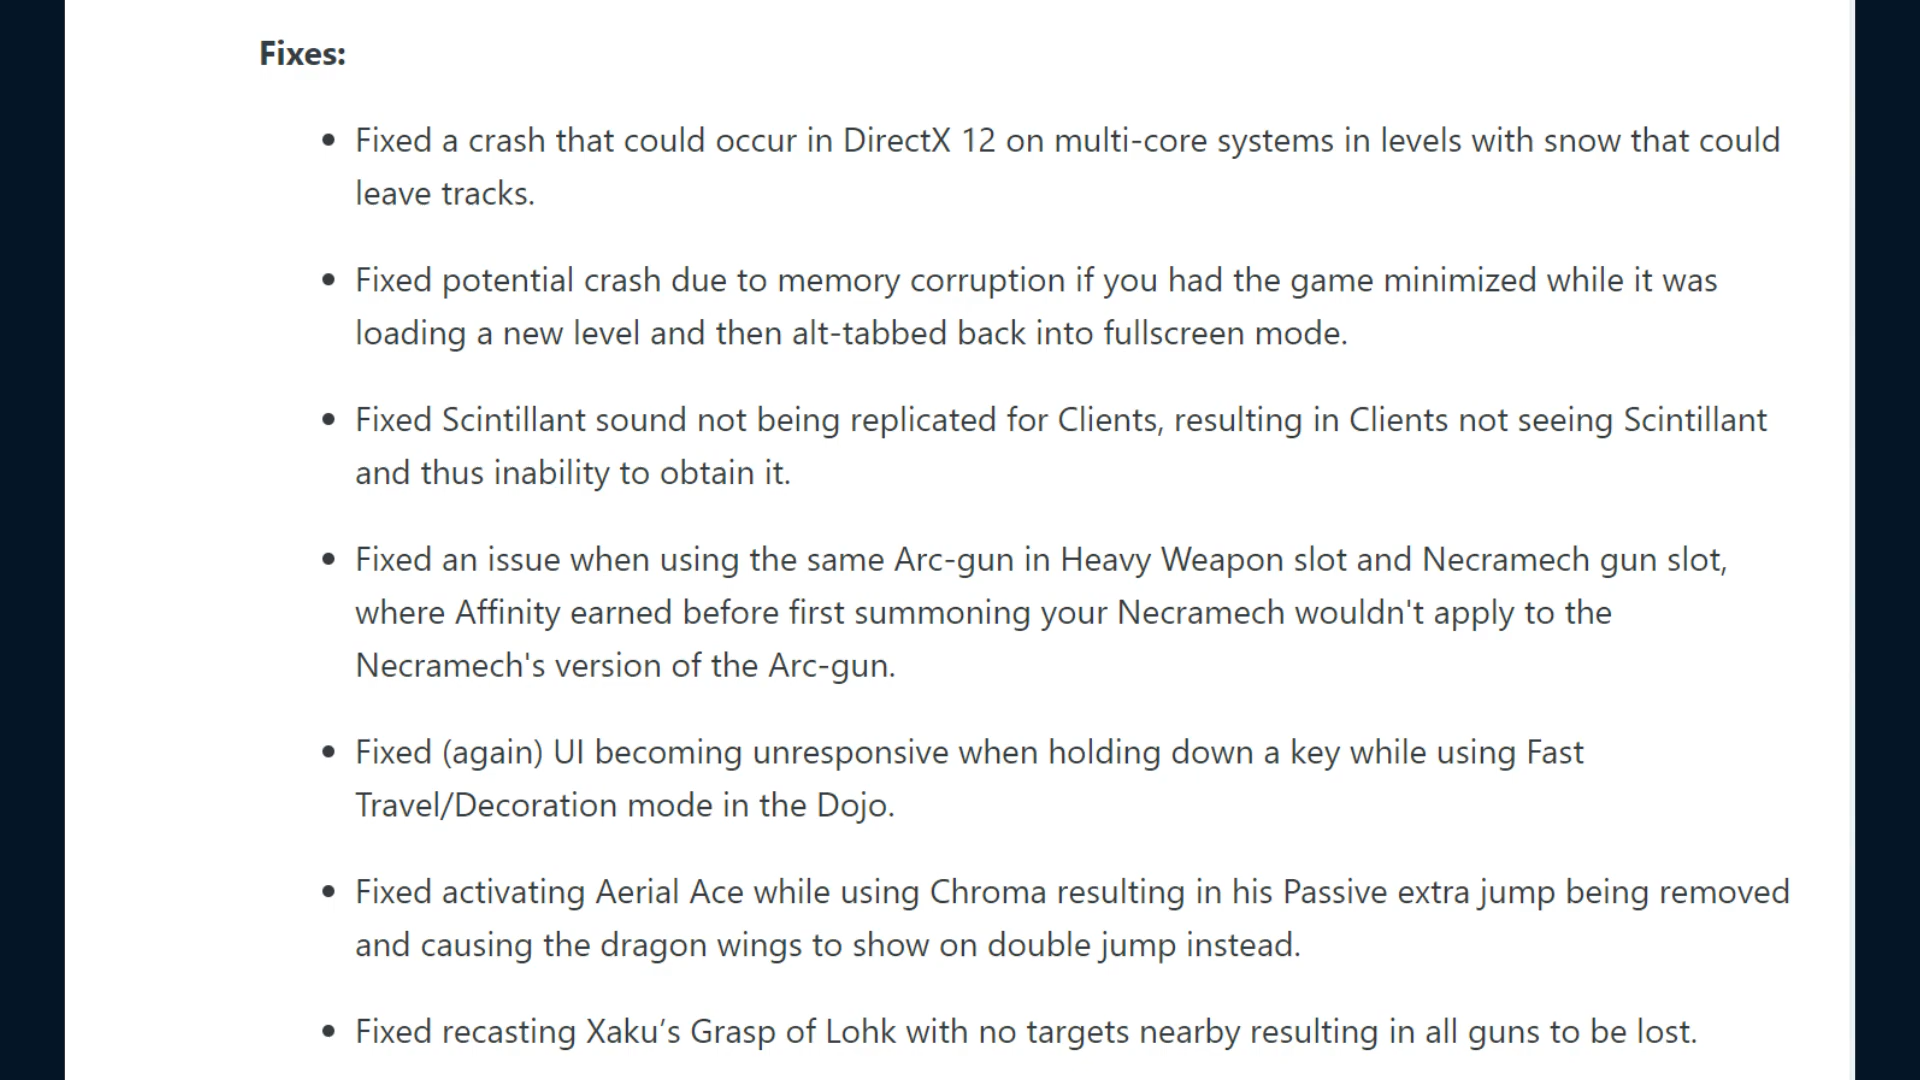 Fixes:
• Fixed a crash that could occur in DirectX 12 on multi-core systems in levels with snow that could
leave tracks.
• Fixed potential crash due to memory corruption if you had the game minimized while it was
loading a new level and then alt-tabbed back into fullscreen mode.
• Fixed Scintillant sound not being replicated for Clients, resulting in Clients not seeing Scintillant
and thus inability to obtain it.
• Fixed an issue when using the same Arc-gun in Heavy Weapon slot and Necramech gun slot,
where Affinity earned before first summoning your Necramech wouldn't apply to the
Necramech's version of the Arc-gun.
• Fixed (again) UI becoming unresponsive when holding down a key while using Fast
Travel/Decoration mode in the Dojo.
• Fixed activating Aerial Ace while using Chroma resulting in his Passive extra jump being removed
and causing the dragon wings to show on double jump instead.
• Fixed recasting Xaku’s Grasp of Lohk with no targets nearby resulting in all guns to be lost.